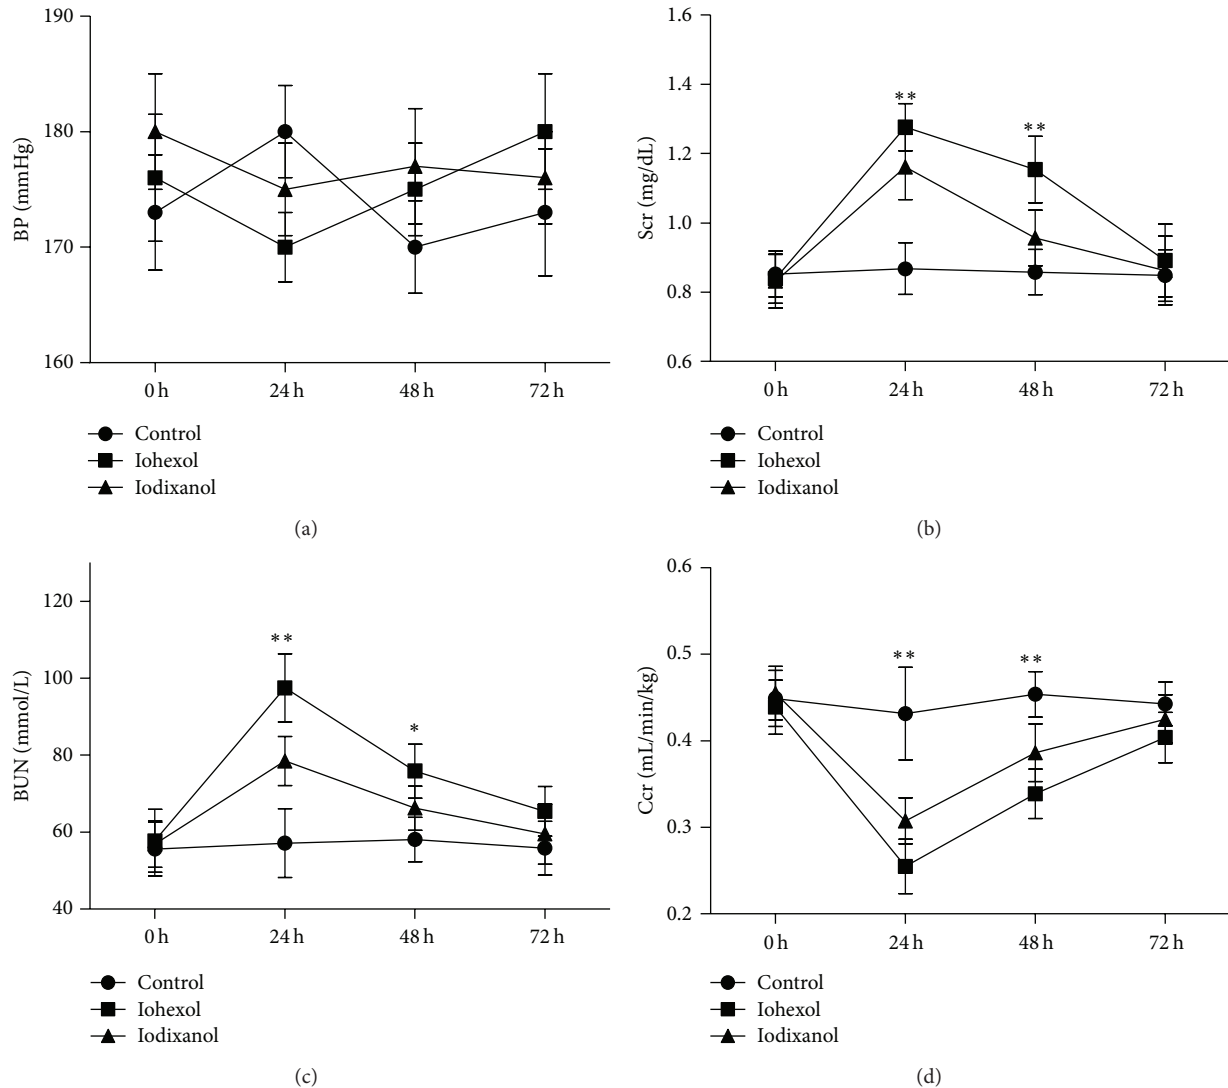 190
180
170
160
BP (mmHg)
0 h
24 h
48 h
72 h
Control
Iohexol
Iodixanol
(a)
1.6
1.4
1.2
1.0
0.8
0.6
Scr (mg/dL)
**
**
0 h
24 h
48 h
72 h
Control
Iohexol
Iodixanol
(b)
120
100
80
60
40
BUN (mmol/L)
**
*
0 h
24 h
48 h
72 h
Control
Iohexol
Iodixanol
(c)
0.6
0.5
0.4
0.3
0.2
Ccr (mL/min/kg)
**
**
0 h
24 h
48 h
72 h
Control
Iohexol
Iodixanol
(d)